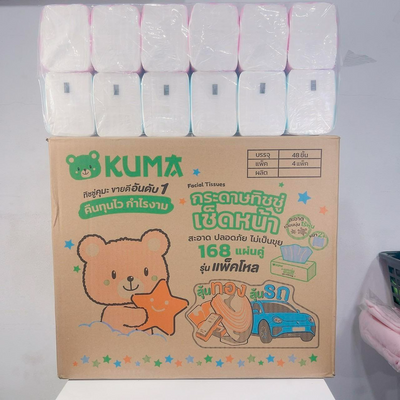 KUMA
ทิชชู่คุมะ ขายดีอันดับ 1
คืนทุนไว กำไรงาม
Facial Tissues
กระดาษทิชชู่
เช็ดหน้า
สะอาด ปลอดภัย ไม่เป็นขุย
168 แผ่นคู่
รุ่น แพ็คโหล
บรรจุ 48 ชิ้น
แพ็ค 4 แพ็ค
ผลิต
ลุ้นทอง ลุ้นรถ